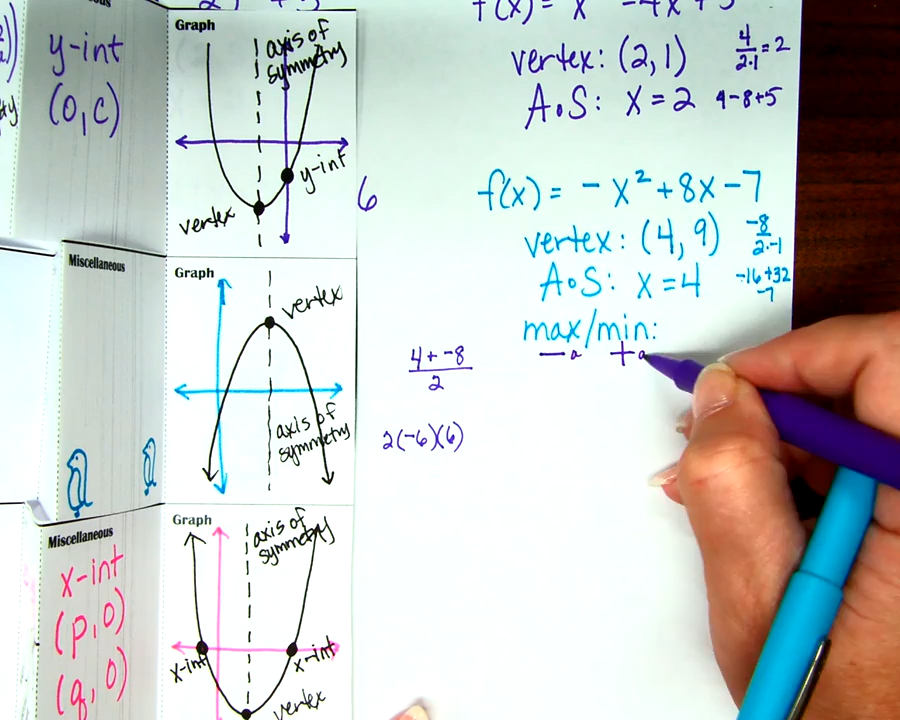 y-int
(0,C)
Graph
axis of
symmetry
y-int
vertex
6
Miscellaneous
Graph
vertex
axis of
symmetry
Miscellaneous
x-int
(p,0)
(q,0)
Graph
axis of
symmetry
x-int
x-int
vertex
4+-8
2
2(-6)(6)
vertex: (2,1)
4/2·1=2
A.S: X=2
4-8+5
f(x)= -x²+8x-7
vertex: (4,9)
-8/2·-1
A.S: x=4
-16+32
-7
max/min:
-a +a